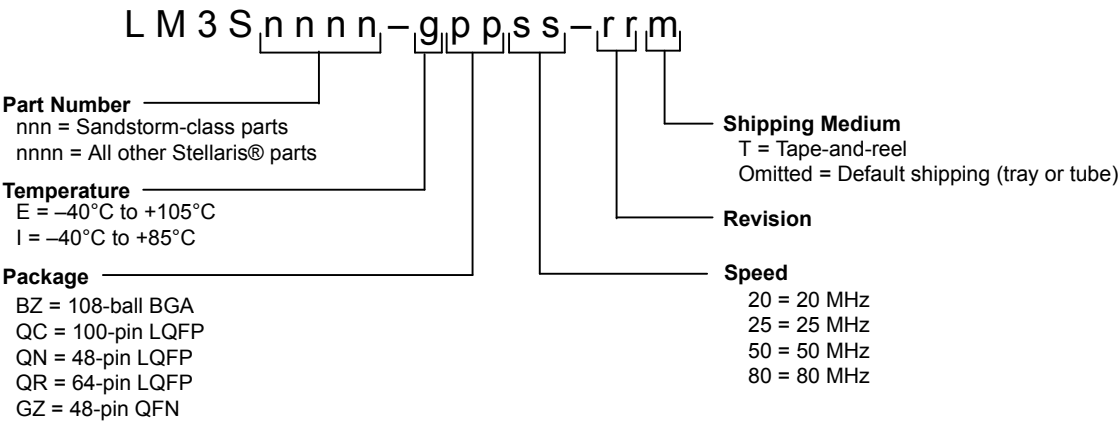 L M 3 S n n n n – g p p s s – r r m
Part Number
nnn = Sandstorm-class parts
nnnn = All other Stellaris® parts
Temperature
E = –40°C to +105°C
I = –40°C to +85°C
Package
BZ = 108-ball BGA
QC = 100-pin LQFP
QN = 48-pin LQFP
QR = 64-pin LQFP
GZ = 48-pin QFN
Shipping Medium
T = Tape-and-reel
Omitted = Default shipping (tray or tube)
Revision
Speed
20 = 20 MHz
25 = 25 MHz
50 = 50 MHz
80 = 80 MHz